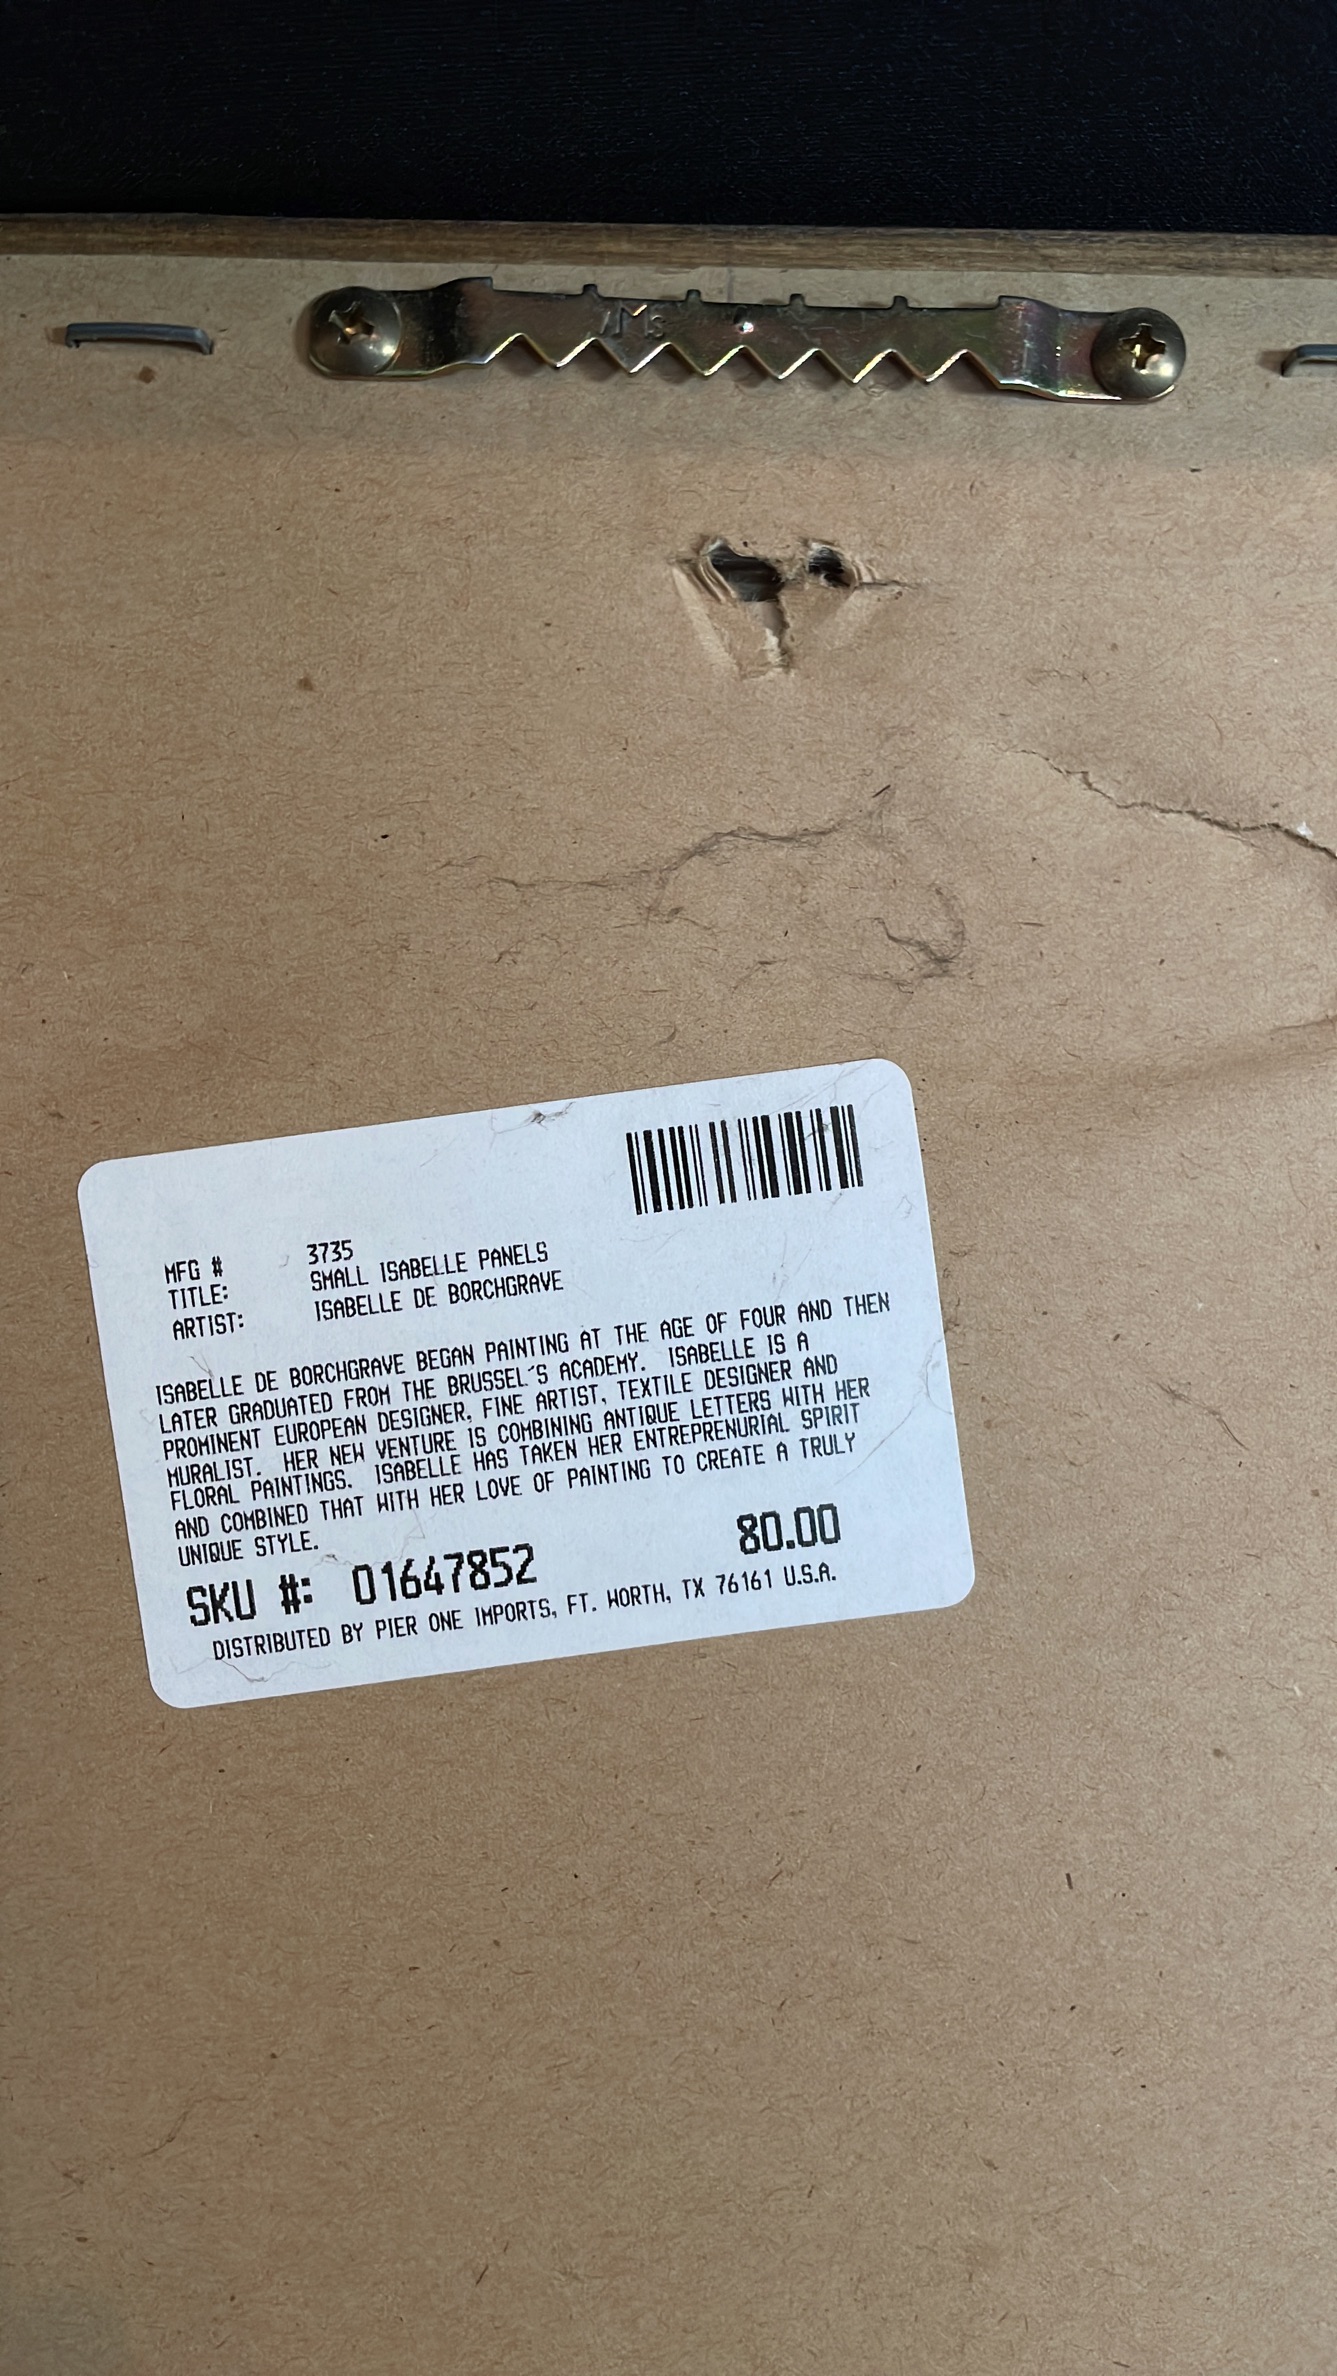 MFG # 3735
TITLE: SMALL ISABELLE PANELS
ARTIST: ISABELLE DE BORCHGRAVE
ISABELLE DE BORCHGRAVE BEGAN PAINTING AT THE AGE OF FOUR AND THEN
LATER GRADUATED FROM THE BRUSSEL'S ACADEMY. ISABELLE IS A
PROMINENT EUROPEAN DESIGNER, FINE ARTIST, TEXTILE DESIGNER AND
MURALIST. HER NEW VENTURE IS COMBINING ANTIQUE LETTERS WITH HER
FLORAL PAINTINGS. ISABELLE HAS TAKEN HER ENTREPRENURIAL SPIRIT
AND COMBINED THAT WITH HER LOVE OF PAINTING TO CREATE A TRULY
UNIQUE STYLE.
SKU #: 01647852 80.00
DISTRIBUTED BY PIER ONE IMPORTS, FT. WORTH, TX 76161 U.S.A.